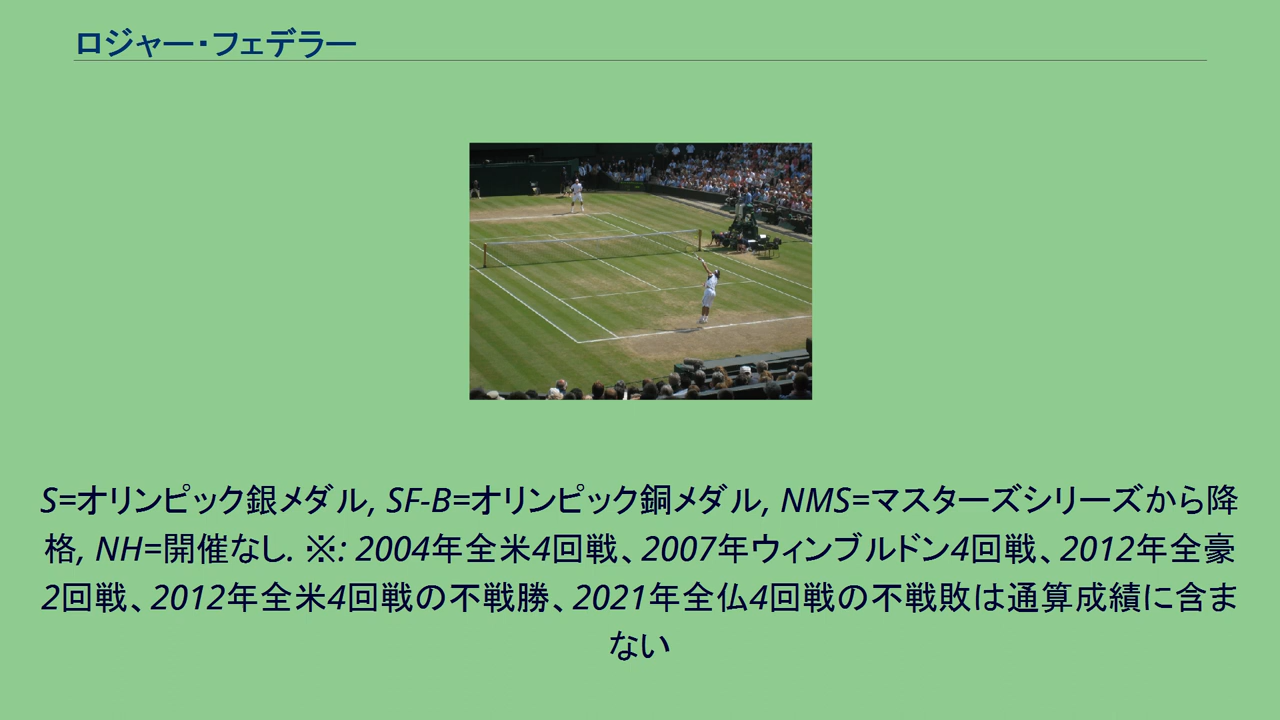 ロジャー・フェデラー
S=オリンピック銀メダル, SF-B=オリンピック銅メダル, NMS=マスターズシリーズから降
格, NH=開催なし. ※: 2004年全米4回戦、2007年ウィンブルドン4回戦、2012年全豪
2回戦、2012年全米4回戦の不戦勝、2021年全仏4回戦の不戦敗は通算成績に含ま
ない